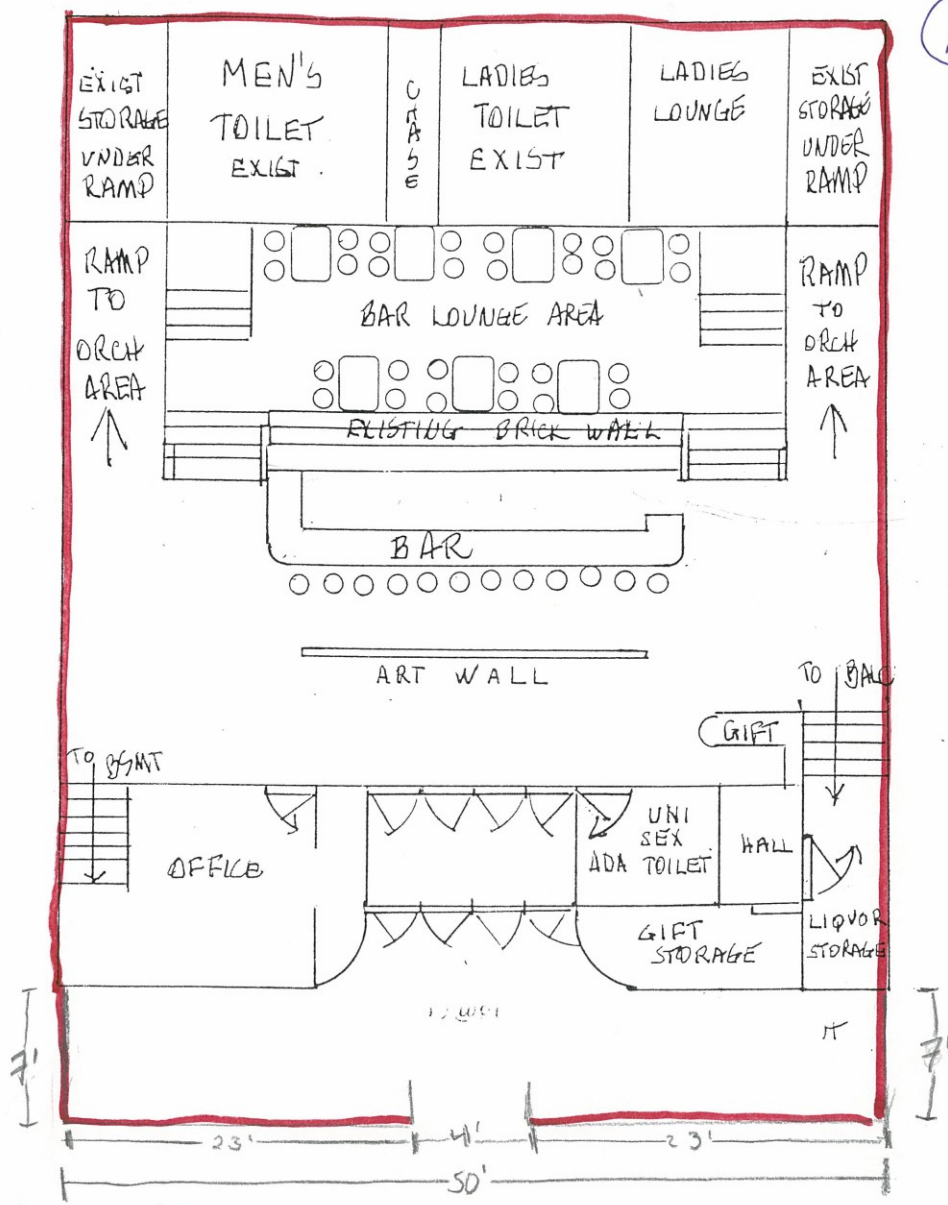 EXIST
STORAGE
UNDER
RAMP
MEN'S
TOILET
EXIST.
CHASE
LADIES
TOILET
EXIST
LADIES
LOUNGE
EXIST
STORAGE
UNDER
RAMP
RAMP
TO
ORCH
AREA
BAR LOUNGE AREA
RAMP
TO
ORCH
AREA
EXISTING BRICK WALL
BAR
ART WALL
TO BALC
GIFT
TO BSMT
OFFICE
UNI
SEX
ADA TOILET
HALL
GIFT
STORAGE
LIQUOR
STORAGE
7'
7'
23'
4'
23'
50'